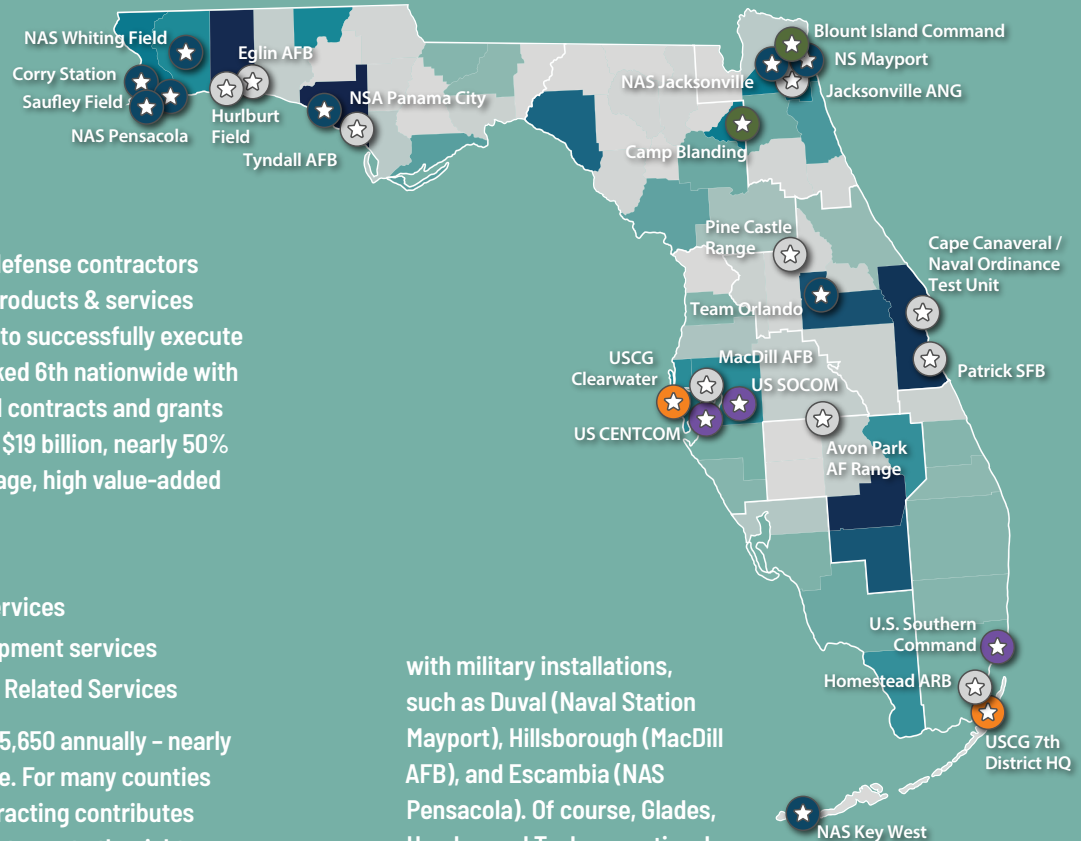 NAS Whiting Field
Eglin AFB
Corry Station
Saufley Field
NAS Pensacola
Hurlburt
Field
NSA Panama City
Tyndall AFB
Blount Island Command
NS Mayport
NAS Jacksonville
Jacksonville ANG
Camp Blanding
Pine Castle
Range
Cape Canaveral /
Naval Ordinance
Test Unit
Team Orlando
Patrick SFB
USCG
Clearwater
MacDill AFB
US SOCOM
US CENTCOM
Avon Park
AF Range
U.S. Southern
Command
Homestead ARB
USCG 7th
District HQ
NAS Key West
defense contractors
products & services
to successfully execute
ked 6th nationwide with
contracts and grants
$19 billion, nearly 50%
age, high value-added
ervices
opment services
Related Services
5,650 annually – nearly
e. For many counties
racting contributes
with military installations,
such as Duval (Naval Station
Mayport), Hillsborough (MacDill
AFB), and Escambia (NAS
Pensacola). Of course, Glades,